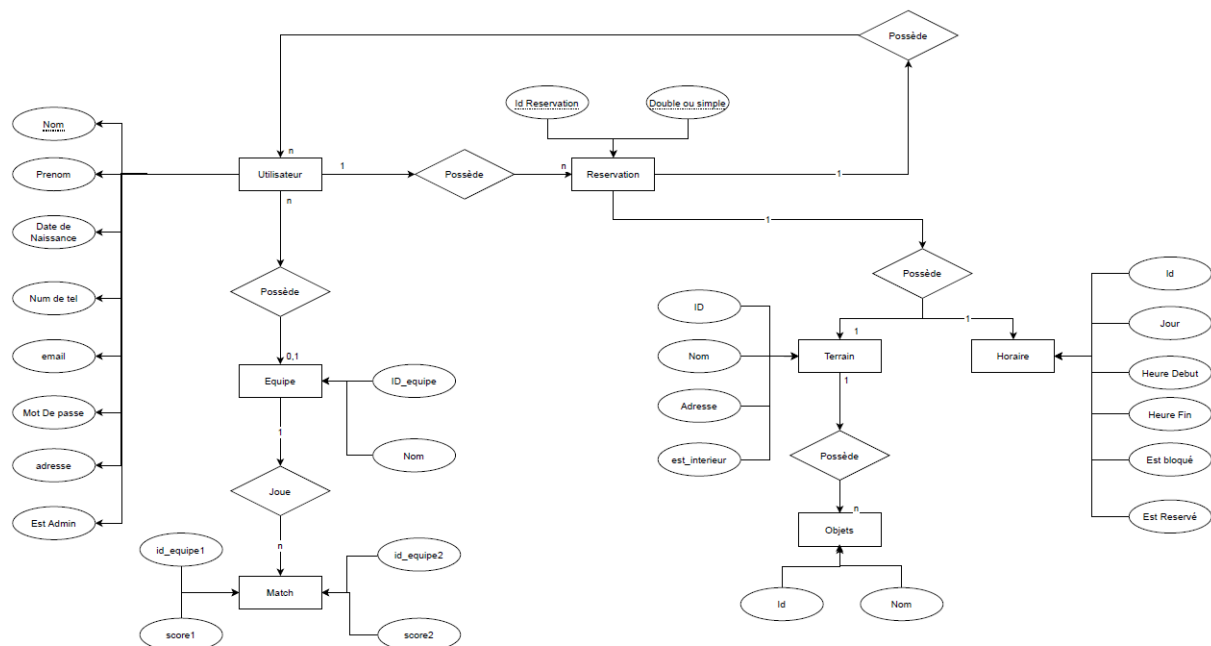 Possède
Id Reservation
Double ou simple
Nom
n
Prenom
Utilisateur
1
Possède
n
Reservation
1
1
n
Date de
Naissance
1
Possède
Id
Possède
Num de tel
ID
Jour
1
1
email
0,1
Nom
Terrain
Horaire
Equipe
ID_equipe
1
Heure Debut
Mot De passe
Adresse
Heure Fin
1
Nom
adresse
est_interieur
Possède
Est bloqué
Joue
Est Admin
n
Est Reservé
Objets
id_equipe1
n
id_equipe2
Match
Id
Nom
score1
score2